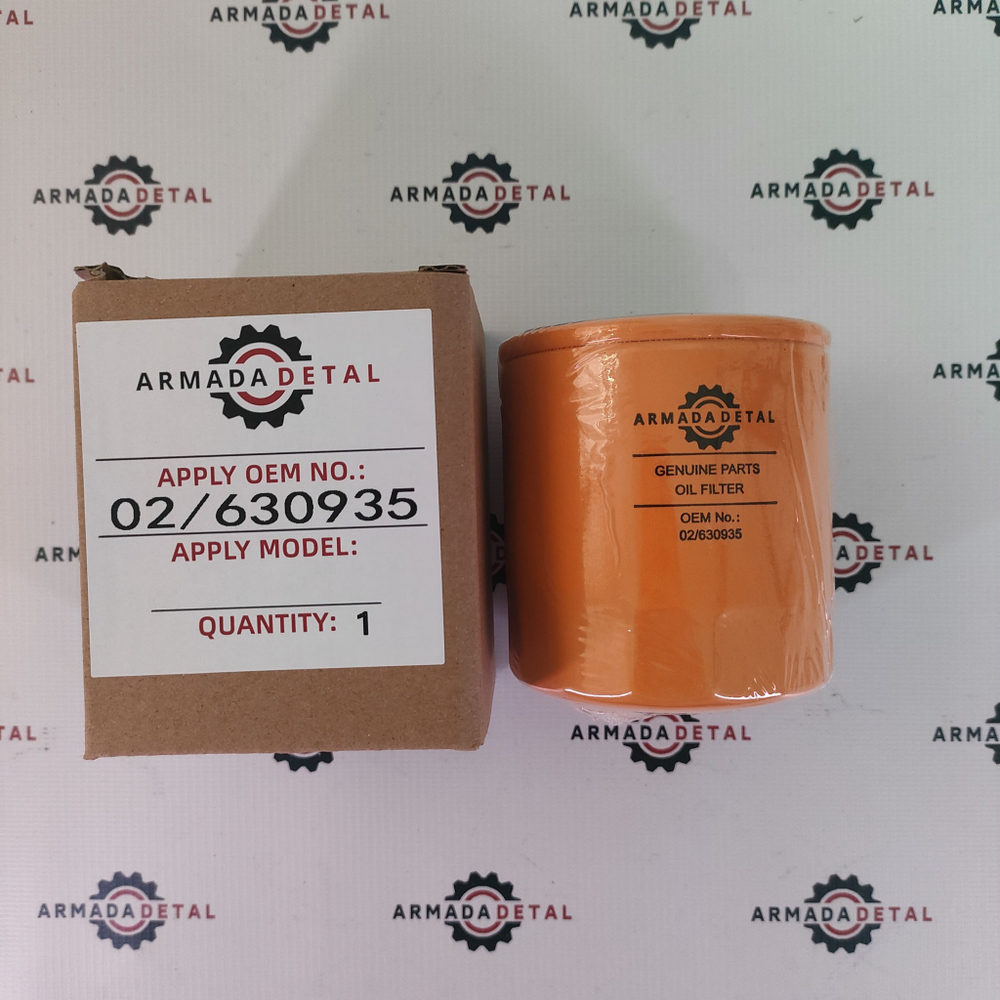 ARMADA DETAL
ARMADA DETAL
ARMADA
ARMADA DETAL
ARMADA DETAL
ARMADA DETAL
ARMADA DETAL
APPLY OEM NO.:
02/630935
APPLY MODEL:
QUANTITY: 1
ARMADA DETAL
GENUINE PARTS
OIL FILTER
OEM No.:
02/630935
ARMADA DETAL
ARMADA DETAL
ARMADA DETAL
ARMADA DETAL